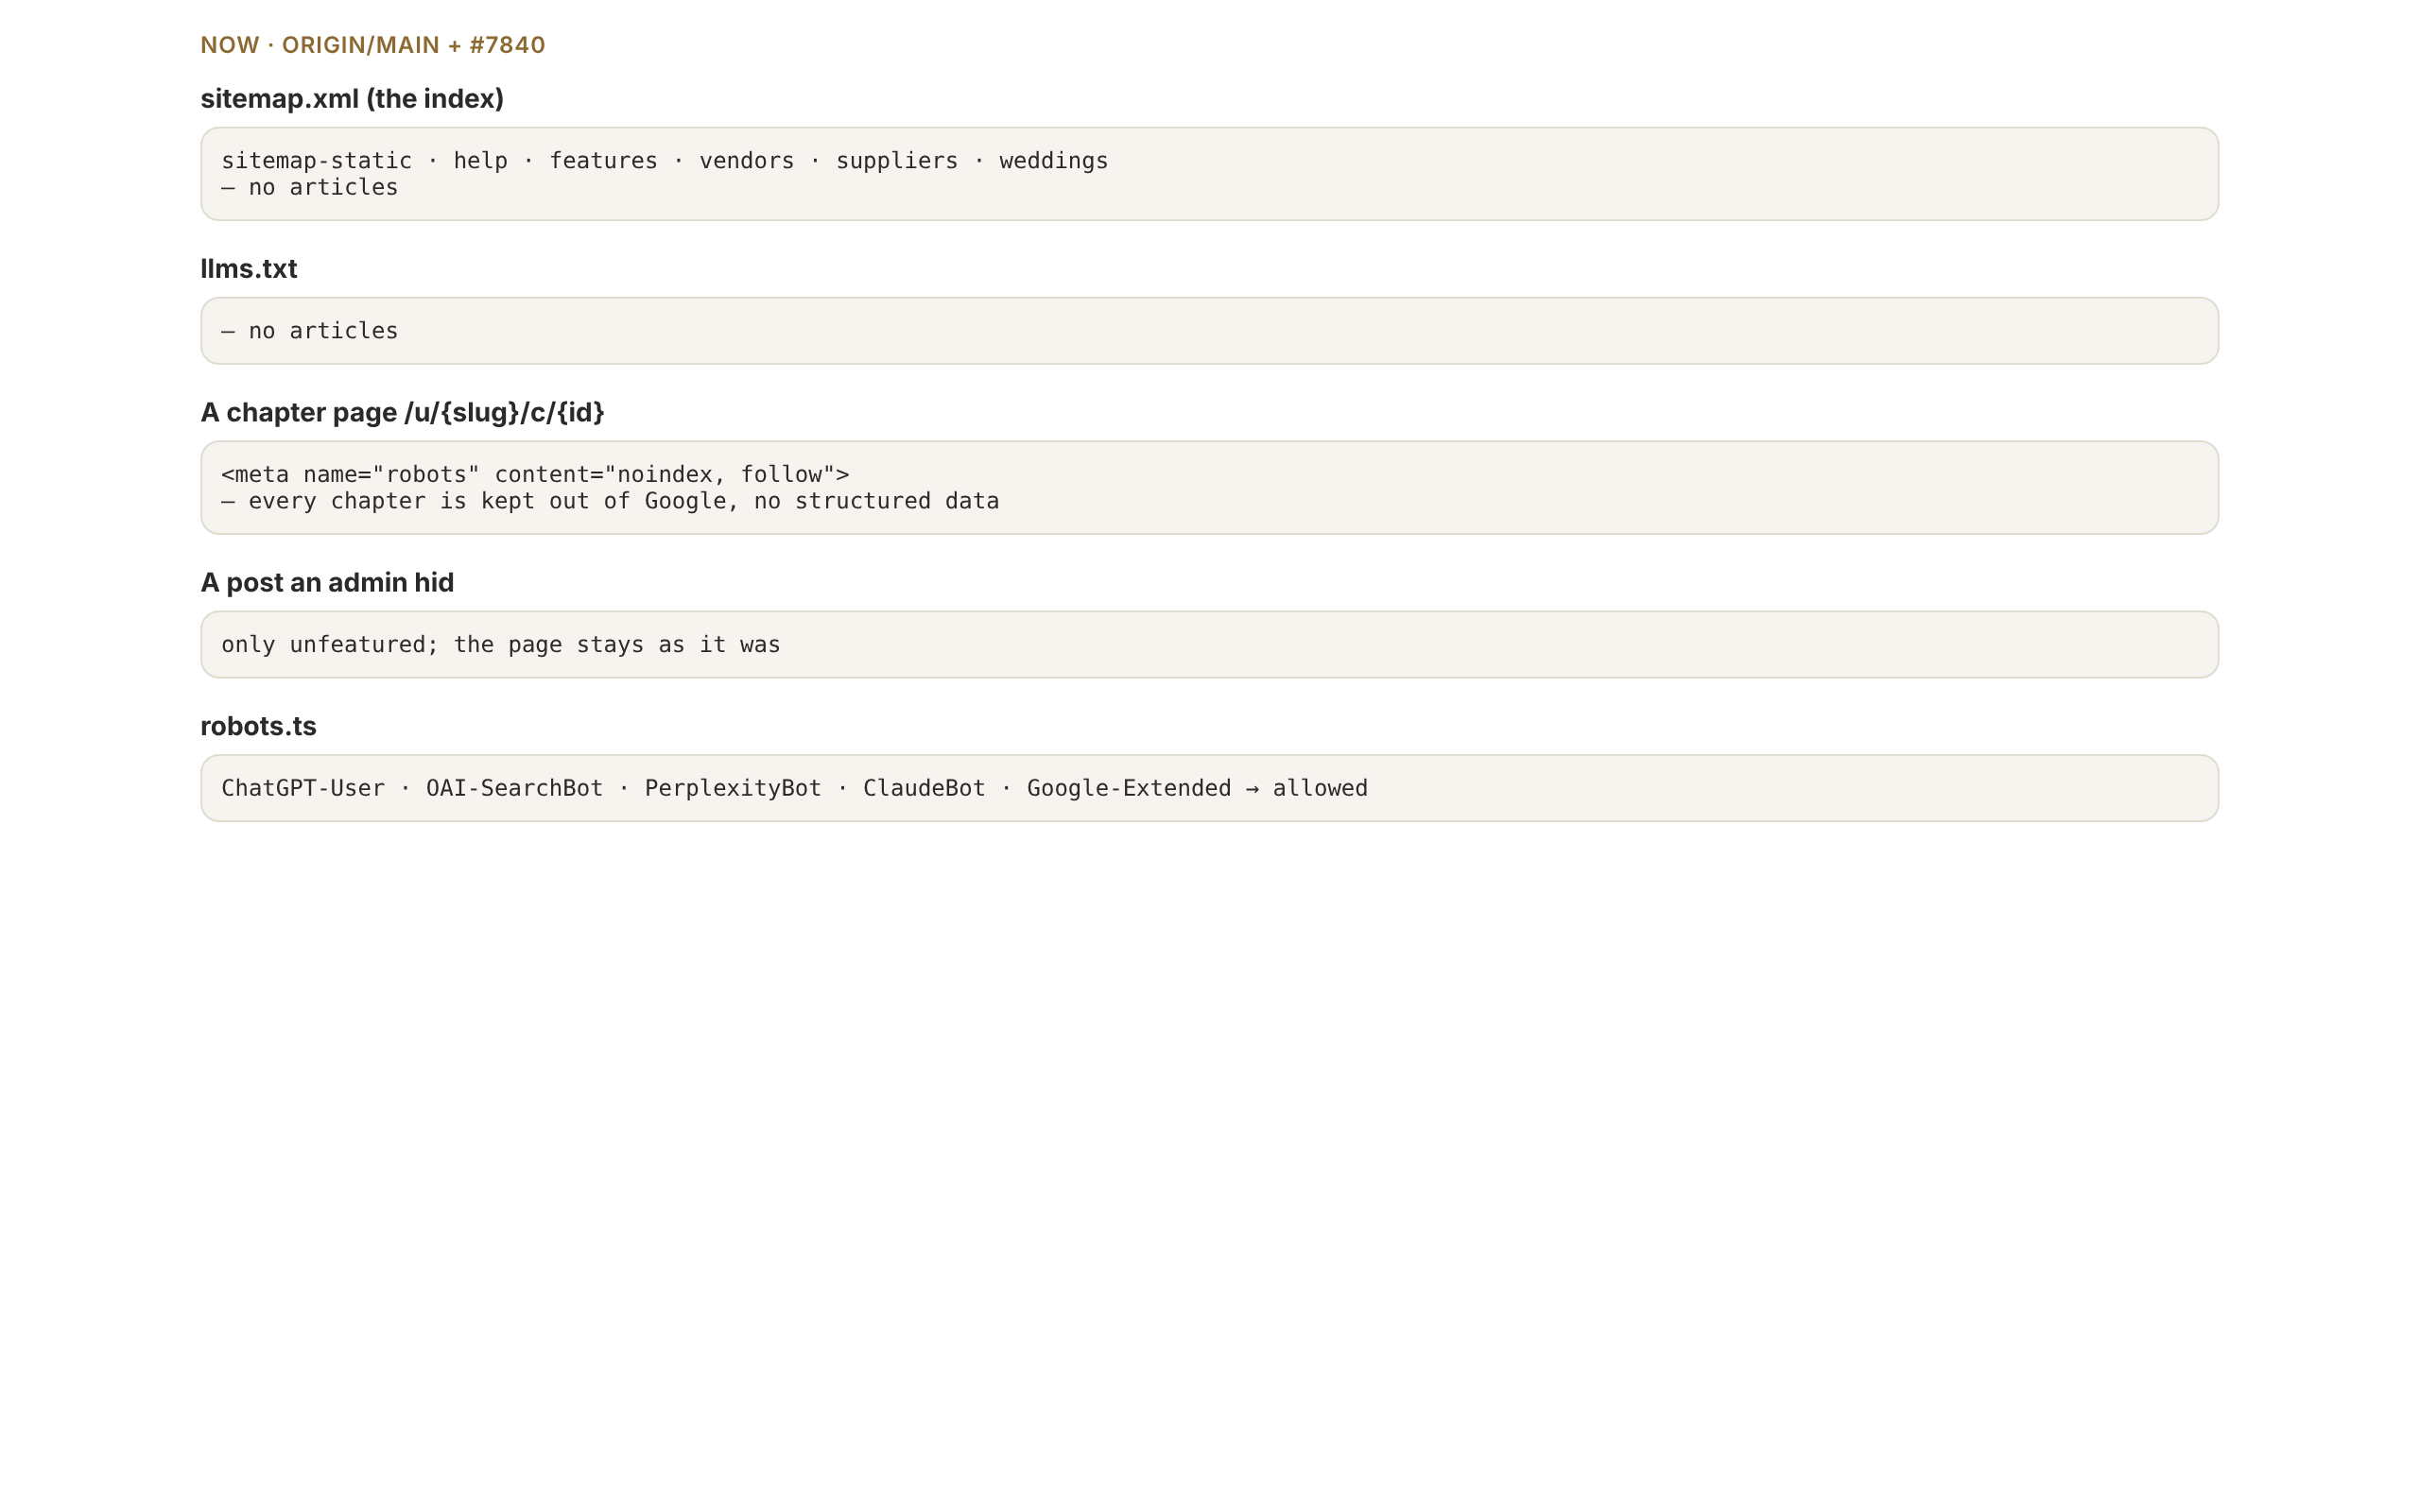 NOW · ORIGIN/MAIN + #7840
sitemap.xml (the index)
sitemap-static · help · features · vendors · suppliers · weddings
— no articles
llms.txt
— no articles
A chapter page /u/{slug}/c/{id}
<meta name="robots" content="noindex, follow">
— every chapter is kept out of Google, no structured data
A post an admin hid
only unfeatured; the page stays as it was
robots.ts
ChatGPT-User · OAI-SearchBot · PerplexityBot · ClaudeBot · Google-Extended → allowed